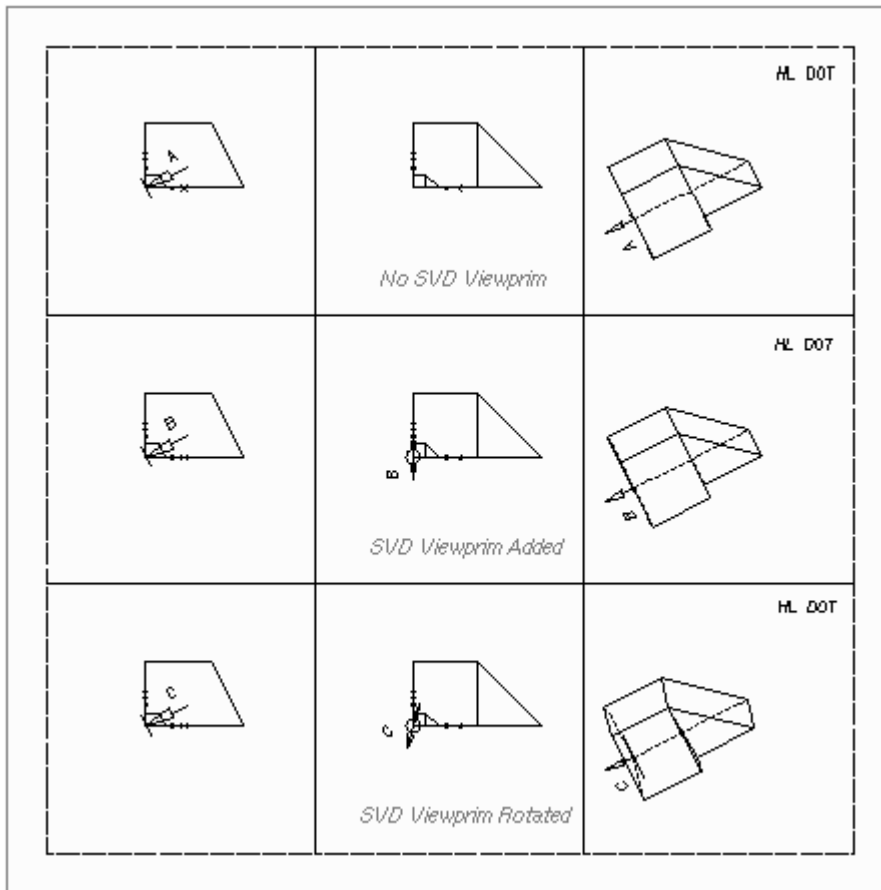 HL DOT
A
A
No SVD Viewprim
HL DOT
B
B
B
SVD Viewprim Added
HL DOT
C
C
C
SVD Viewprim Rotated